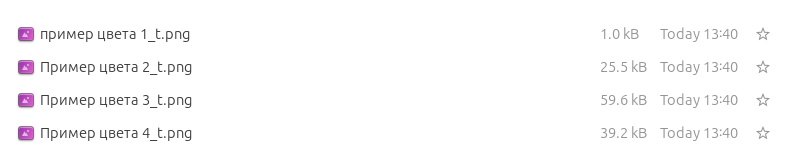 пример цвета 1_t.png 1.0 kB Today 13:40
Пример цвета 2_t.png 25.5 kB Today 13:40
Пример цвета 3_t.png 59.6 kB Today 13:40
Пример цвета 4_t.png 39.2 kB Today 13:40